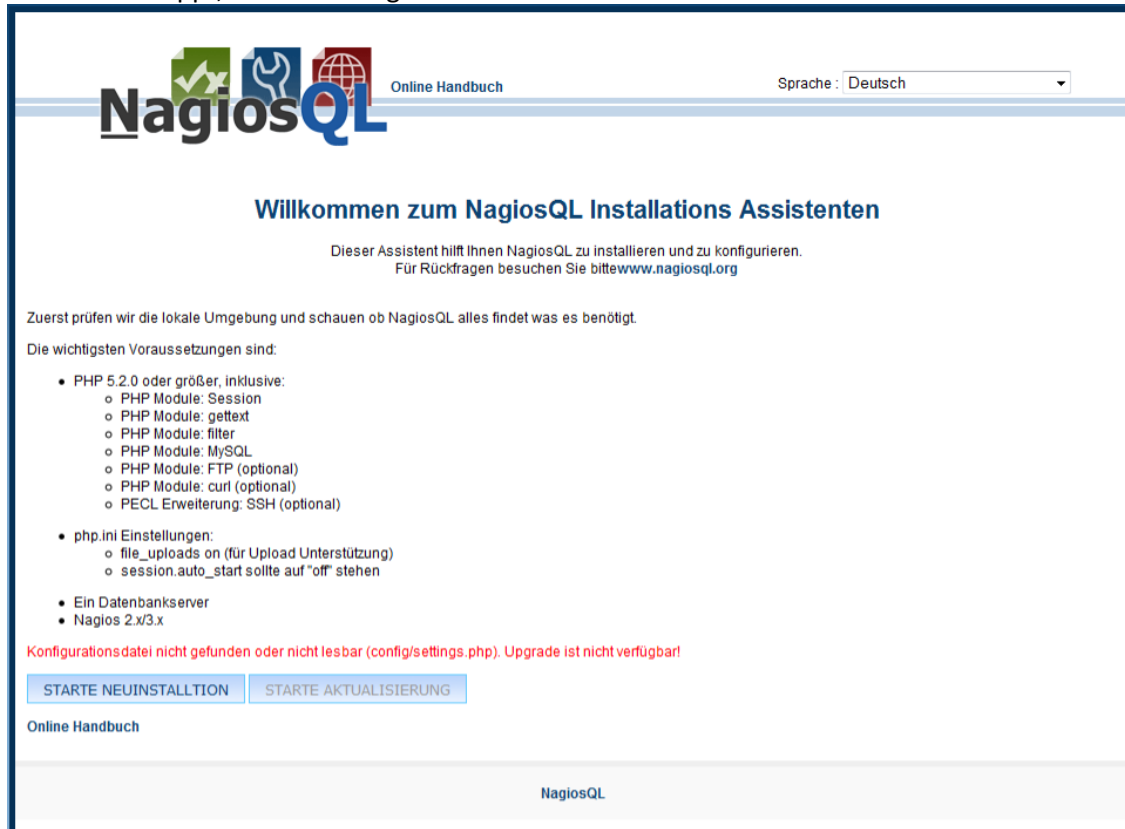 NagiosQL
Online Handbuch
Sprache : Deutsch
Willkommen zum NagiosQL Installations Assistenten
Dieser Assistent hilft Ihnen NagiosQL zu installieren und zu konfigurieren.
Für Rückfragen besuchen Sie bittewww.nagiosql.org
Zuerst prüfen wir die lokale Umgebung und schauen ob NagiosQL alles findet was es benötigt.
Die wichtigsten Voraussetzungen sind:
• PHP 5.2.0 oder größer, inklusive:
o PHP Module: Session
o PHP Module: gettext
o PHP Module: filter
o PHP Module: MySQL
o PHP Module: FTP (optional)
o PHP Module: curl (optional)
o PECL Erweiterung: SSH (optional)
• php.ini Einstellungen:
o file_uploads on (für Upload Unterstützung)
o session.auto_start sollte auf "off" stehen
• Ein Datenbankserver
• Nagios 2.x/3.x
Konfigurationsdatei nicht gefunden oder nicht lesbar (config/settings.php). Upgrade ist nicht verfügbar!
STARTE NEUINSTALLTION STARTE AKTUALISIERUNG
Online Handbuch
NagiosQL